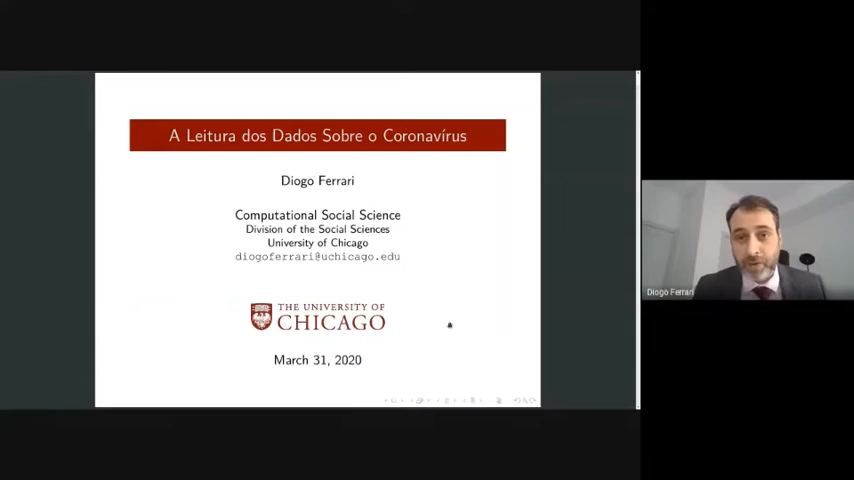 A Leitura dos Dados Sobre o Coronavírus
Diogo Ferrari
Computational Social Science
Division of the Social Sciences
University of Chicago
diogoferrari@uchicago.edu
THE UNIVERSITY OF
CHICAGO
March 31, 2020
Diogo Ferrari